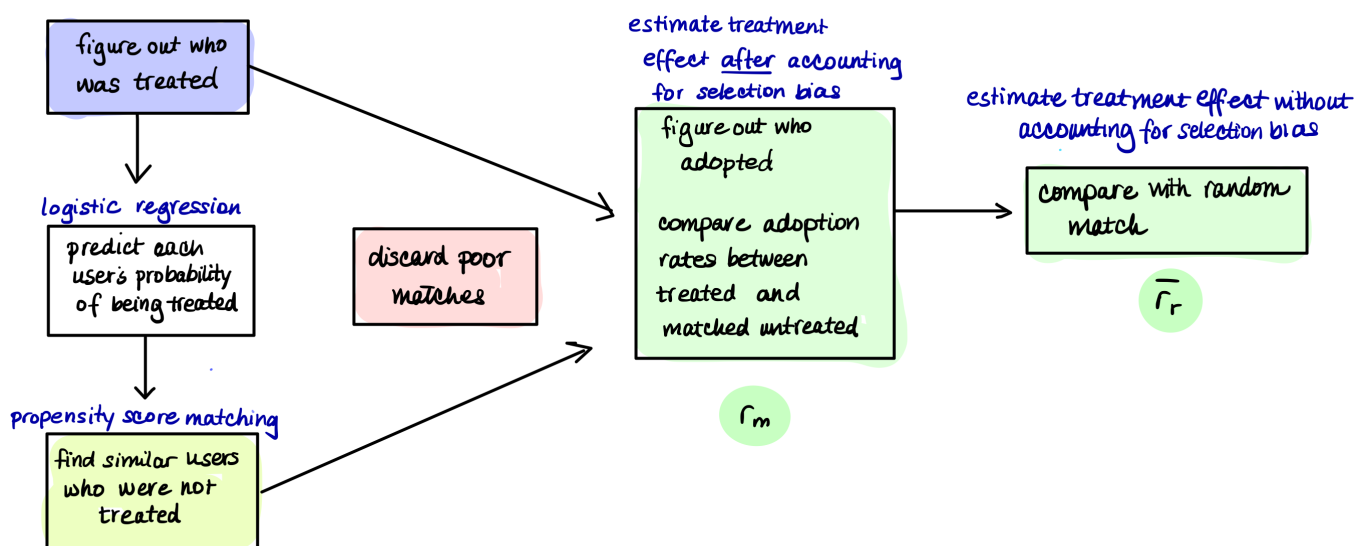 figure out who
was treated
logistic regression
predict each
user's probability
of being treated
propensity score matching
find similar users
who were not
treated
discard poor
matches
estimate treatment
effect after accounting
for selection bias
figure out who
adopted
compare adoption
rates between
treated and
matched untreated
rₘ
estimate treatment effect without
accounting for selection bias
compare with random
match
r̅ᵣ